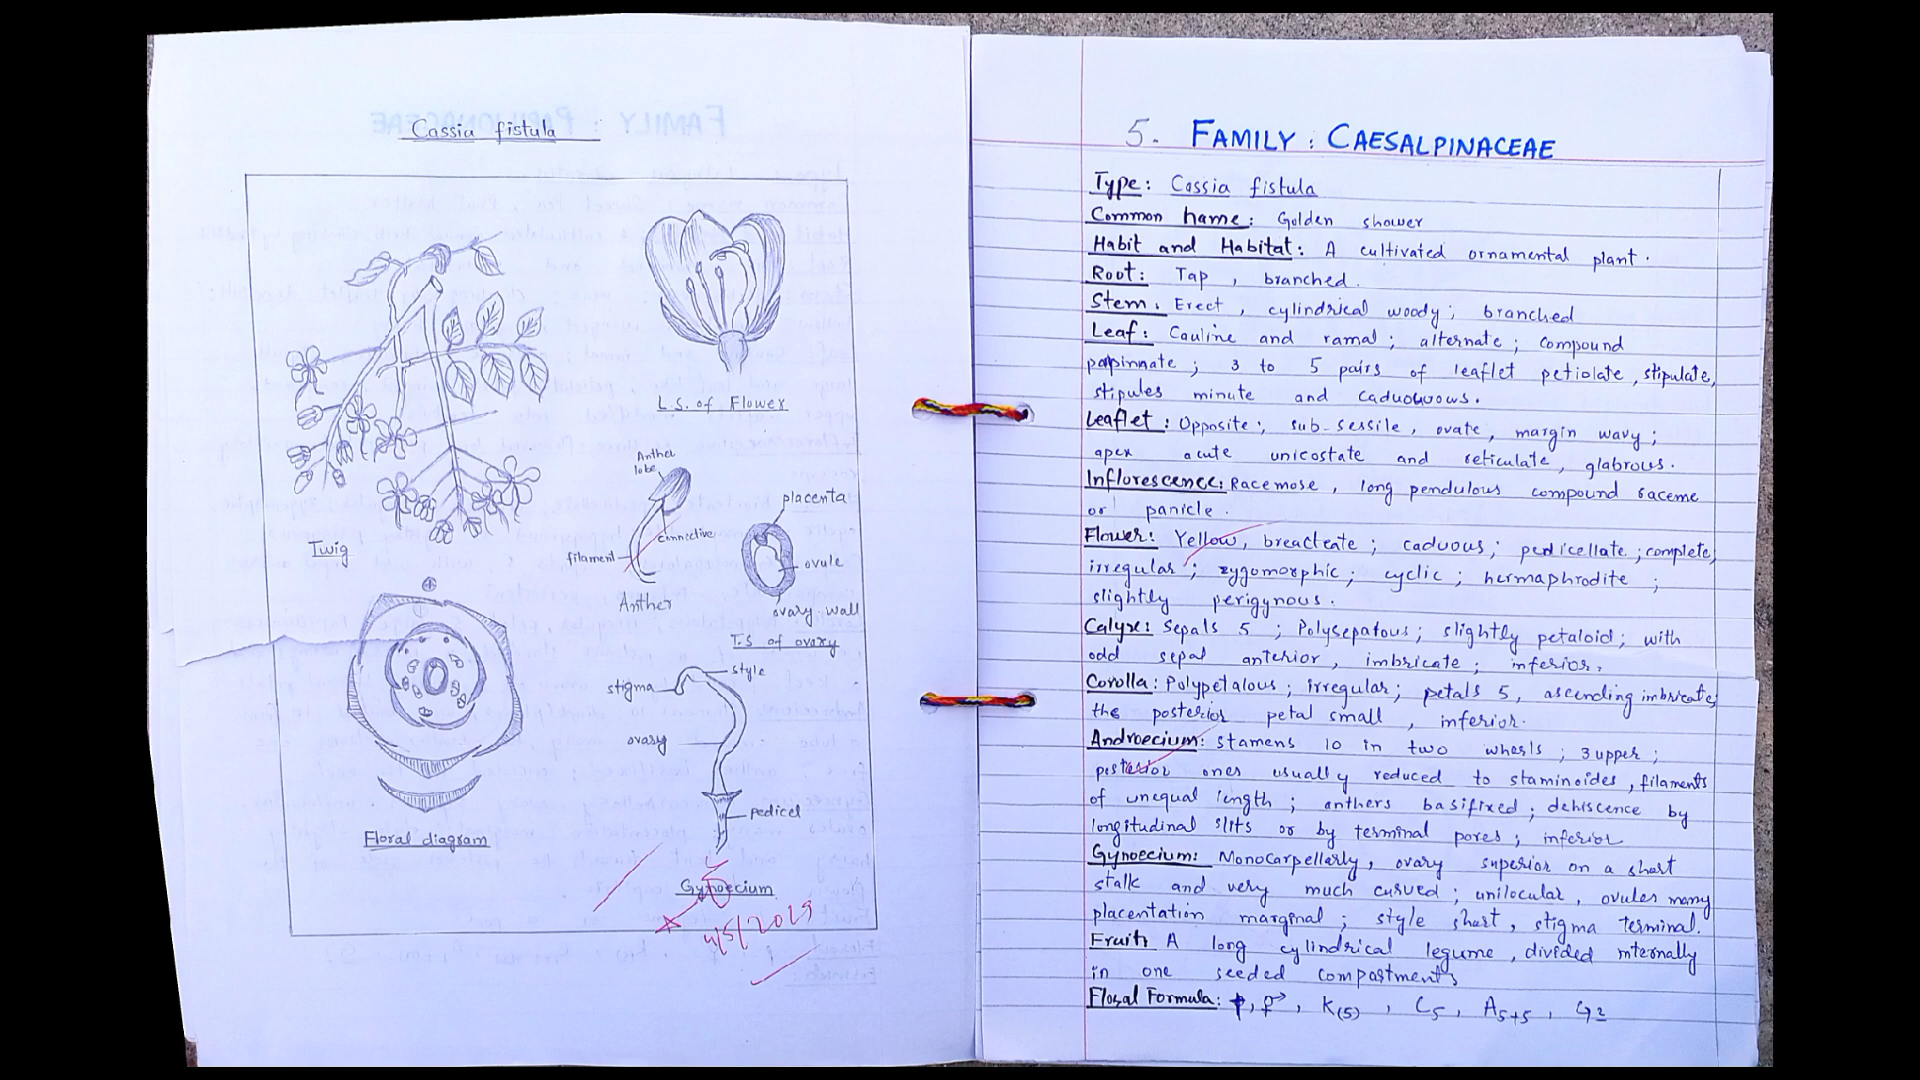 Cassia fistula
L.S. of Flower
Anther
lobe
connective
filament
Anther
placenta
ovule
ovary wall
T.S of ovary
Twig
stigma
style
ovary
pedicel
Gynoecium
Floral diagram
4/5/2025
5. FAMILY : CAESALPINACEAE
Type: Cassia fistula
Common name: Golden shower
Habit and Habitat: A cultivated ornamental plant.
Root: Tap, branched.
Stem: Erect, cylindrical woody; branched
Leaf: Cauline and ramal; alternate; compound
; 3 to 5 pairs of leaflet petiolate, stipulate,
stipules minute and caduouous.
Leaflet: Opposite; sub-sessile, ovate, margin wavy;
apex acute unicostate and reticulate, glabrous.
Inflorescence: Racemose, long pendulous compound raceme
or panicle.
Flower: Yellow, breacteate; caduous; pedicellate; complete;
irregular; zygomorphic; cyclic; hermaphrodite;
slightly perigynous.
Calyx: Sepals 5; Polysepatous; slightly petaloid; with
odd sepal anterior, imbricate; inferior.
Corolla: Polypetalous; irregular; petals 5, ascending imbricate,
the posterior petal small, inferior.
Androecium: stamens 10 in two whorls; 3 upper;
posterior ones usually reduced to staminoides, filaments
of unequal length; anthers basifixed; dehiscence by
longitudinal slits or by terminal pores; inferior
Gynoecium: Monocarpellarly, ovary superior on a short
stalk and very much curved; unilocular, ovules many
placentation marginal; style short, stigma terminal.
Fruit: A long cylindrical legume, divided internally
in one seeded compartments
Floral Formula: K(5), C5, A5+5, G2